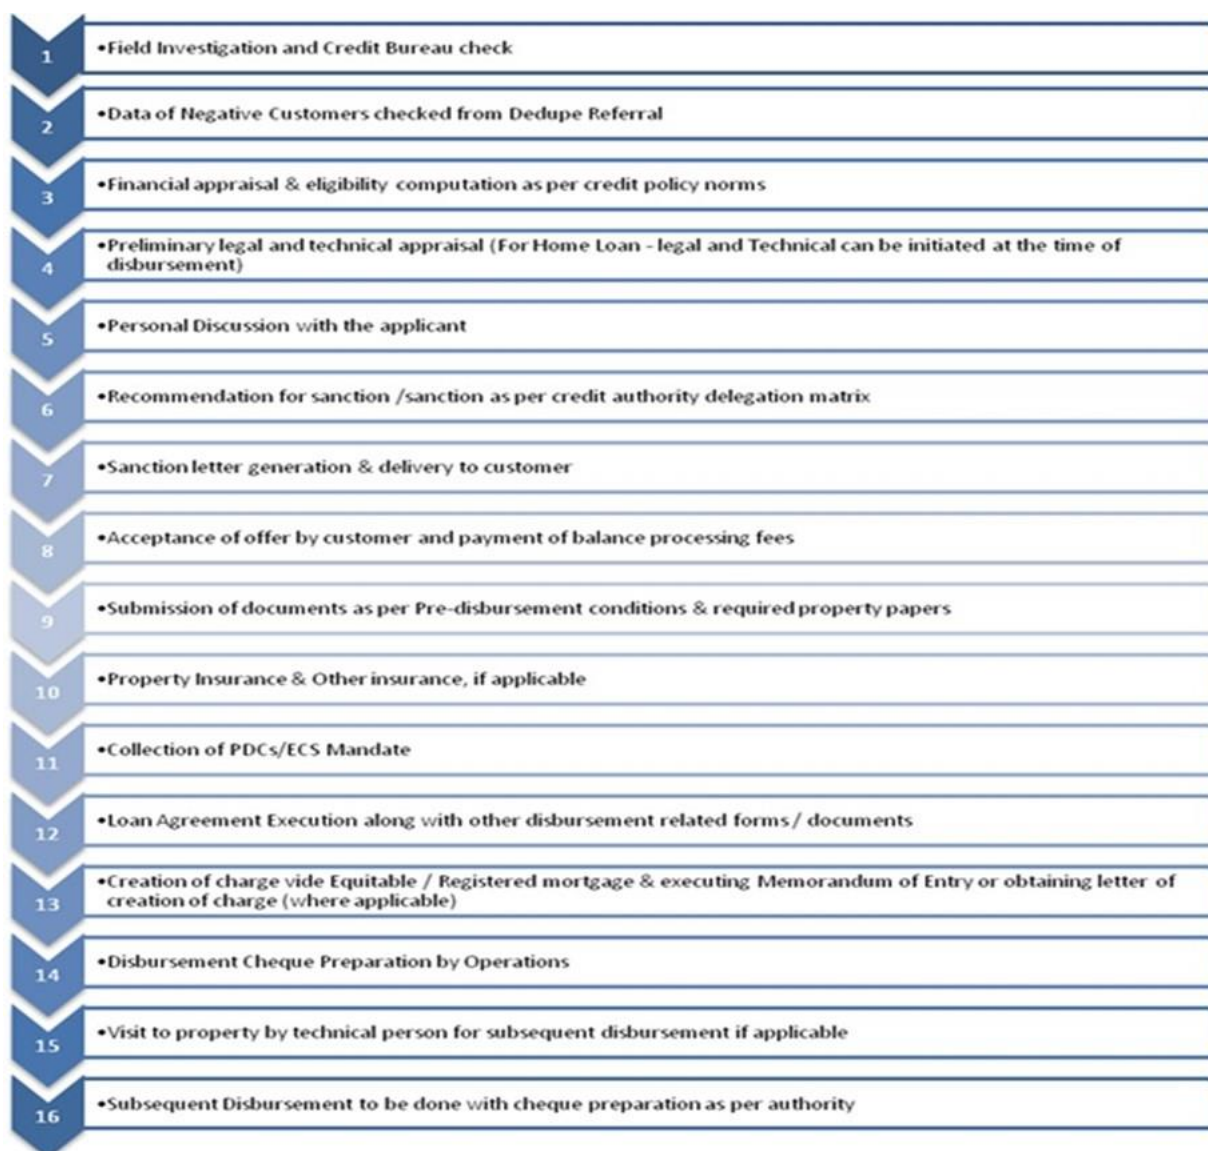 1
•Field Investigation and Credit Bureau check
2
•Data of Negative Customers checked from Dedupe Referral
3
•Financial appraisal & eligibility computation as per credit policy norms
4
•Preliminary legal and technical appraisal (For Home Loan - legal and Technical can be initiated at the time of
disbursement)
5
•Personal Discussion with the applicant
6
•Recommendation for sanction /sanction as per credit authority delegation matrix
7
•Sanction letter generation & delivery to customer
8
•Acceptance of offer by customer and payment of balance processing fees
9
•Submission of documents as per Pre-disbursement conditions & required property papers
10
•Property Insurance & Other insurance, if applicable
11
•Collection of PDCs/ECS Mandate
12
•Loan Agreement Execution along with other disbursement related forms / documents
13
•Creation of charge vide Equitable / Registered mortgage & executing Memorandum of Entry or obtaining letter of
creation of charge (where applicable)
14
•Disbursement Cheque Preparation by Operations
15
•Visit to property by technical person for subsequent disbursement if applicable
16
•Subsequent Disbursement to be done with cheque preparation as per authority